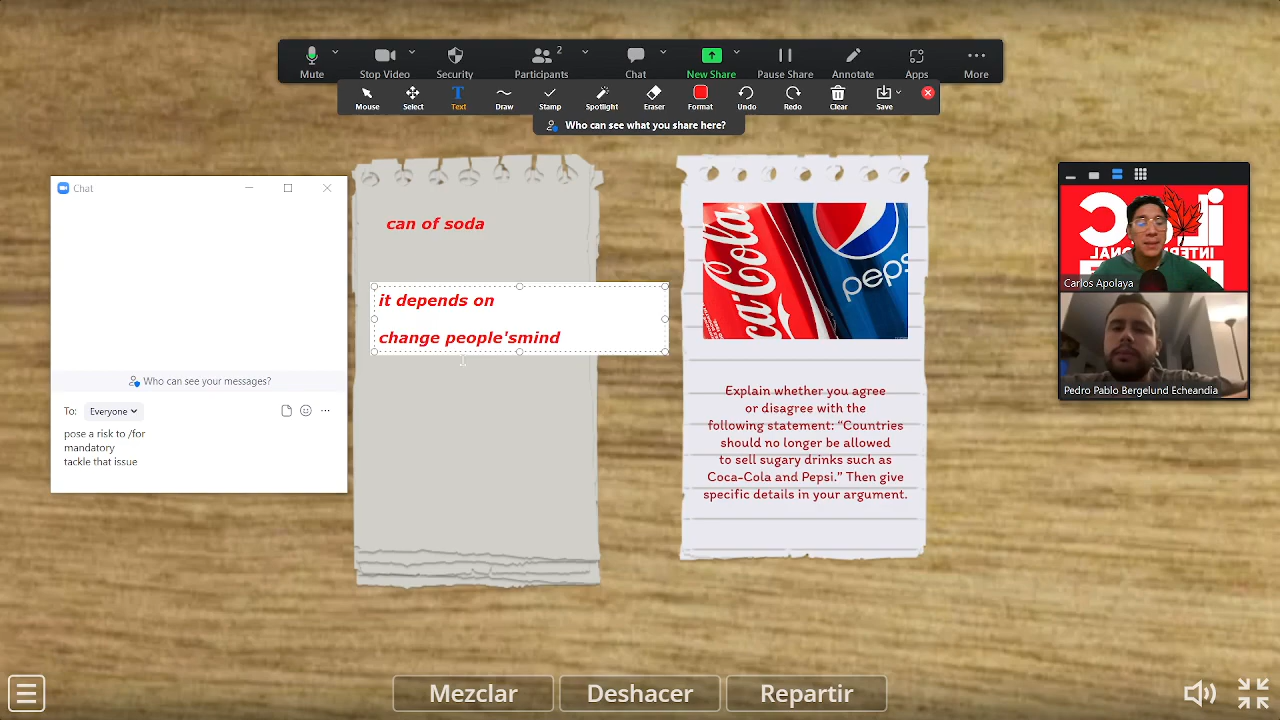 2
Mute
Stop Video
Security
Participants
Chat
New Share
Pause Share
Annotate
Apps
More
Mouse
Select
T
Text
Draw
Stamp
Spotlight
Eraser
Format
Undo
Redo
Clear
Save
Who can see what you share here?
Chat
Who can see your messages?
To: Everyone
pose a risk to /for
mandatory
tackle that issue
can of soda
it depends on
change people'smind
Coca-Cola
peps
Explain whether you agree
or disagree with the
following statement: “Countries
should no longer be allowed
to sell sugary drinks such as
Coca-Cola and Pepsi.” Then give
specific details in your argument.
Carlos Apolaya
Pedro Pablo Bergelund Echeandia
Mezclar
Deshacer
Repartir